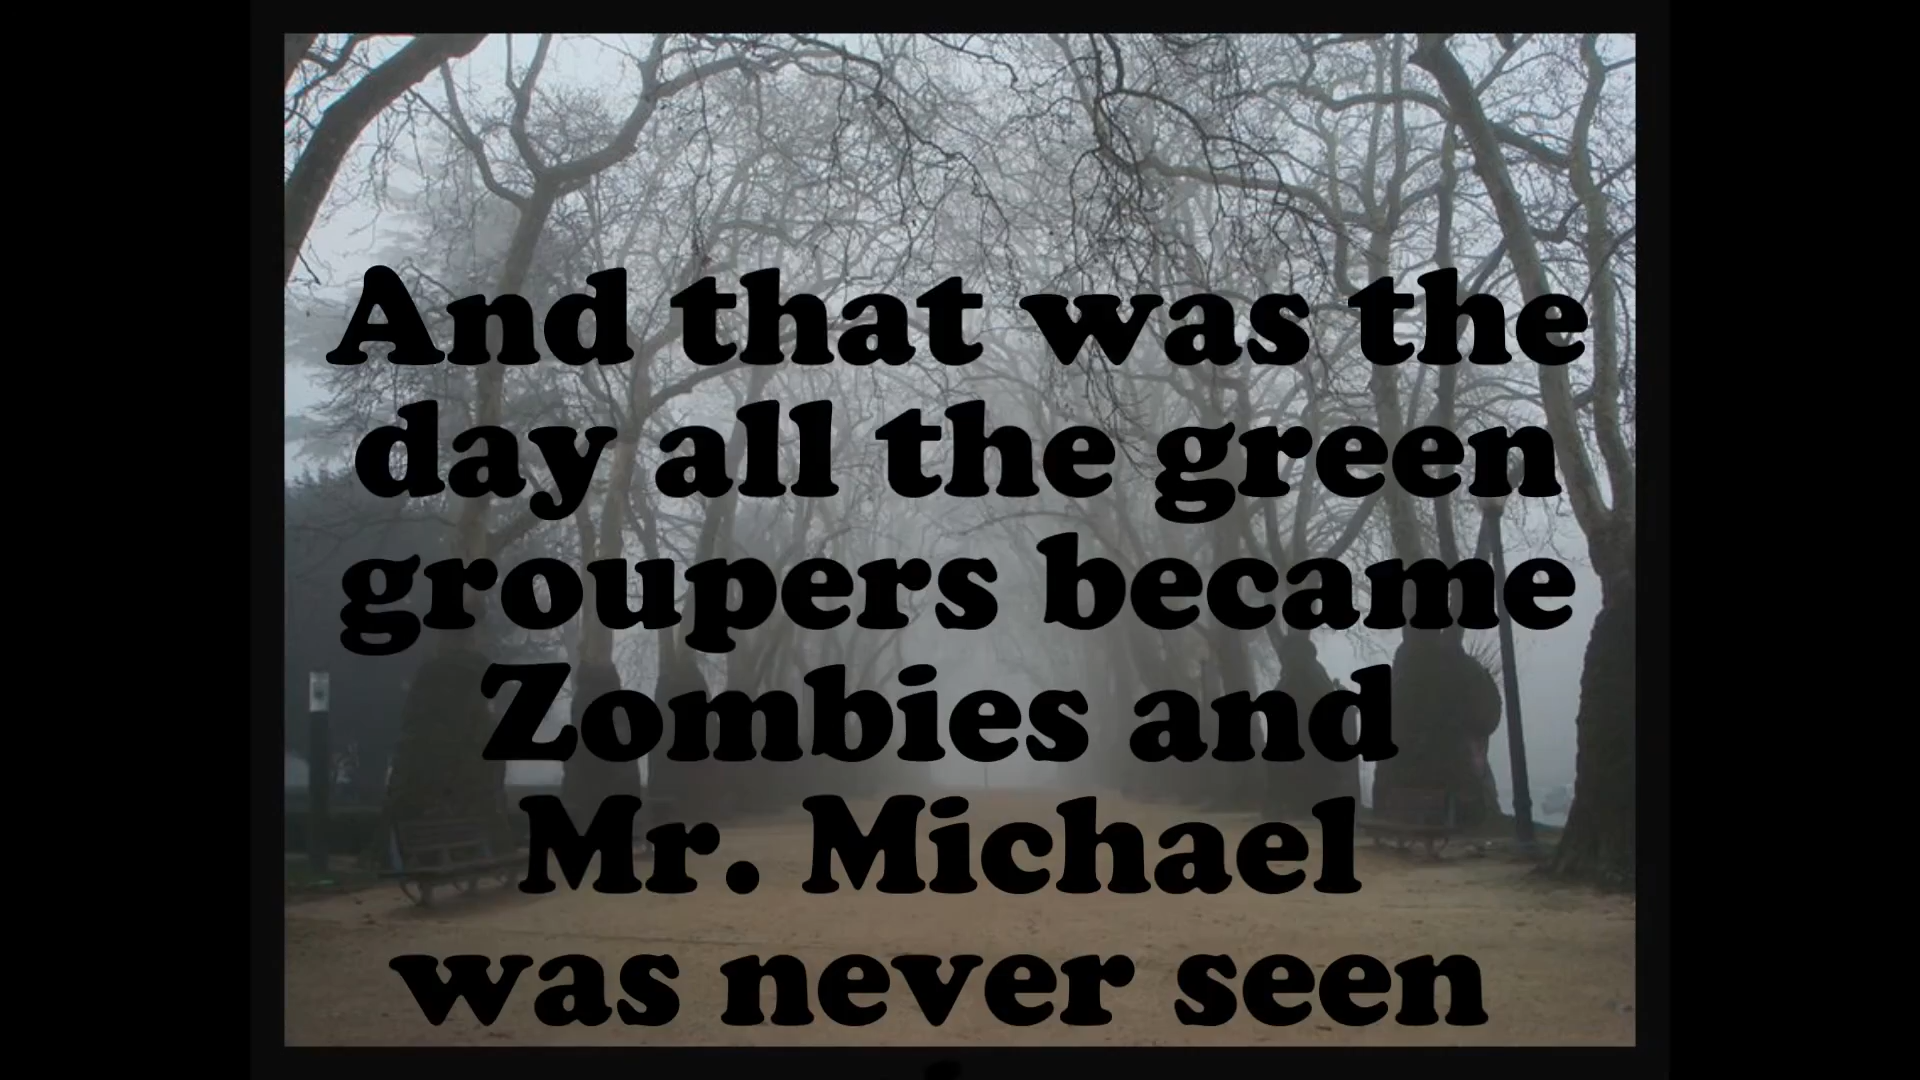 And that was the
day all the green
groupers became
Zombies and
Mr. Michael
was never seen